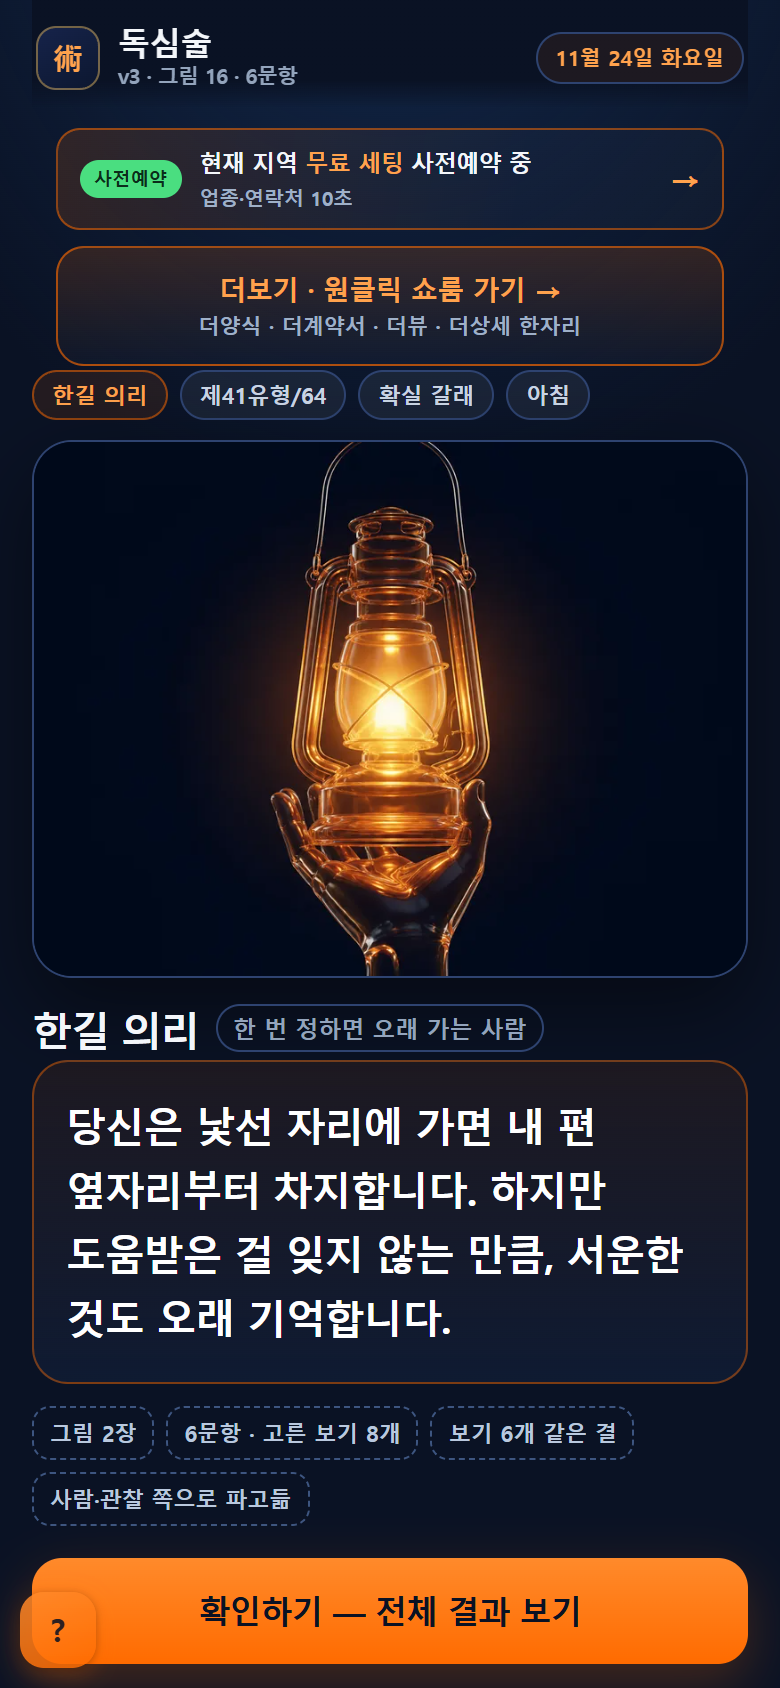 術
독심술
v3 · 그림 16 · 6문항
11월 24일 화요일
사전예약
현재 지역 무료 세팅 사전예약 중
업종·연락처 10초
→
더보기 · 원클릭 쇼룸 가기 →
더양식 · 더계약서 · 더뷰 · 더상세 한자리
한길 의리
제41유형/64
확실 갈래
아침
한길 의리
한 번 정하면 오래 가는 사람
당신은 낯선 자리에 가면 내 편
옆자리부터 차지합니다. 하지만
도움받은 걸 잊지 않는 만큼, 서운한
것도 오래 기억합니다.
그림 2장
6문항 · 고른 보기 8개
보기 6개 같은 결
사람·관찰 쪽으로 파고듦
확인하기 — 전체 결과 보기
?